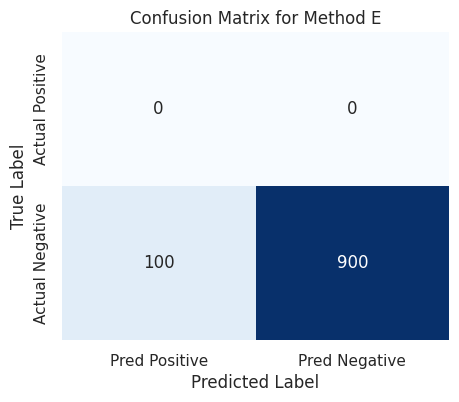 Confusion Matrix for Method E
True Label
Actual Positive
0 0
Actual Negative
100 900
Pred Positive Pred Negative
Predicted Label